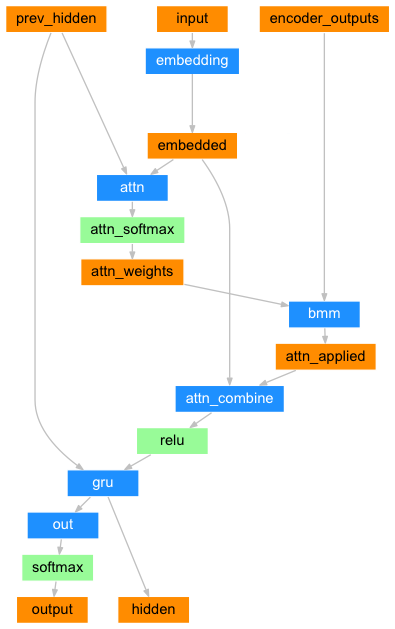 prev_hidden
input
encoder_outputs
embedding
embedded
attn
attn_softmax
attn_weights
bmm
attn_applied
attn_combine
relu
gru
out
softmax
output
hidden